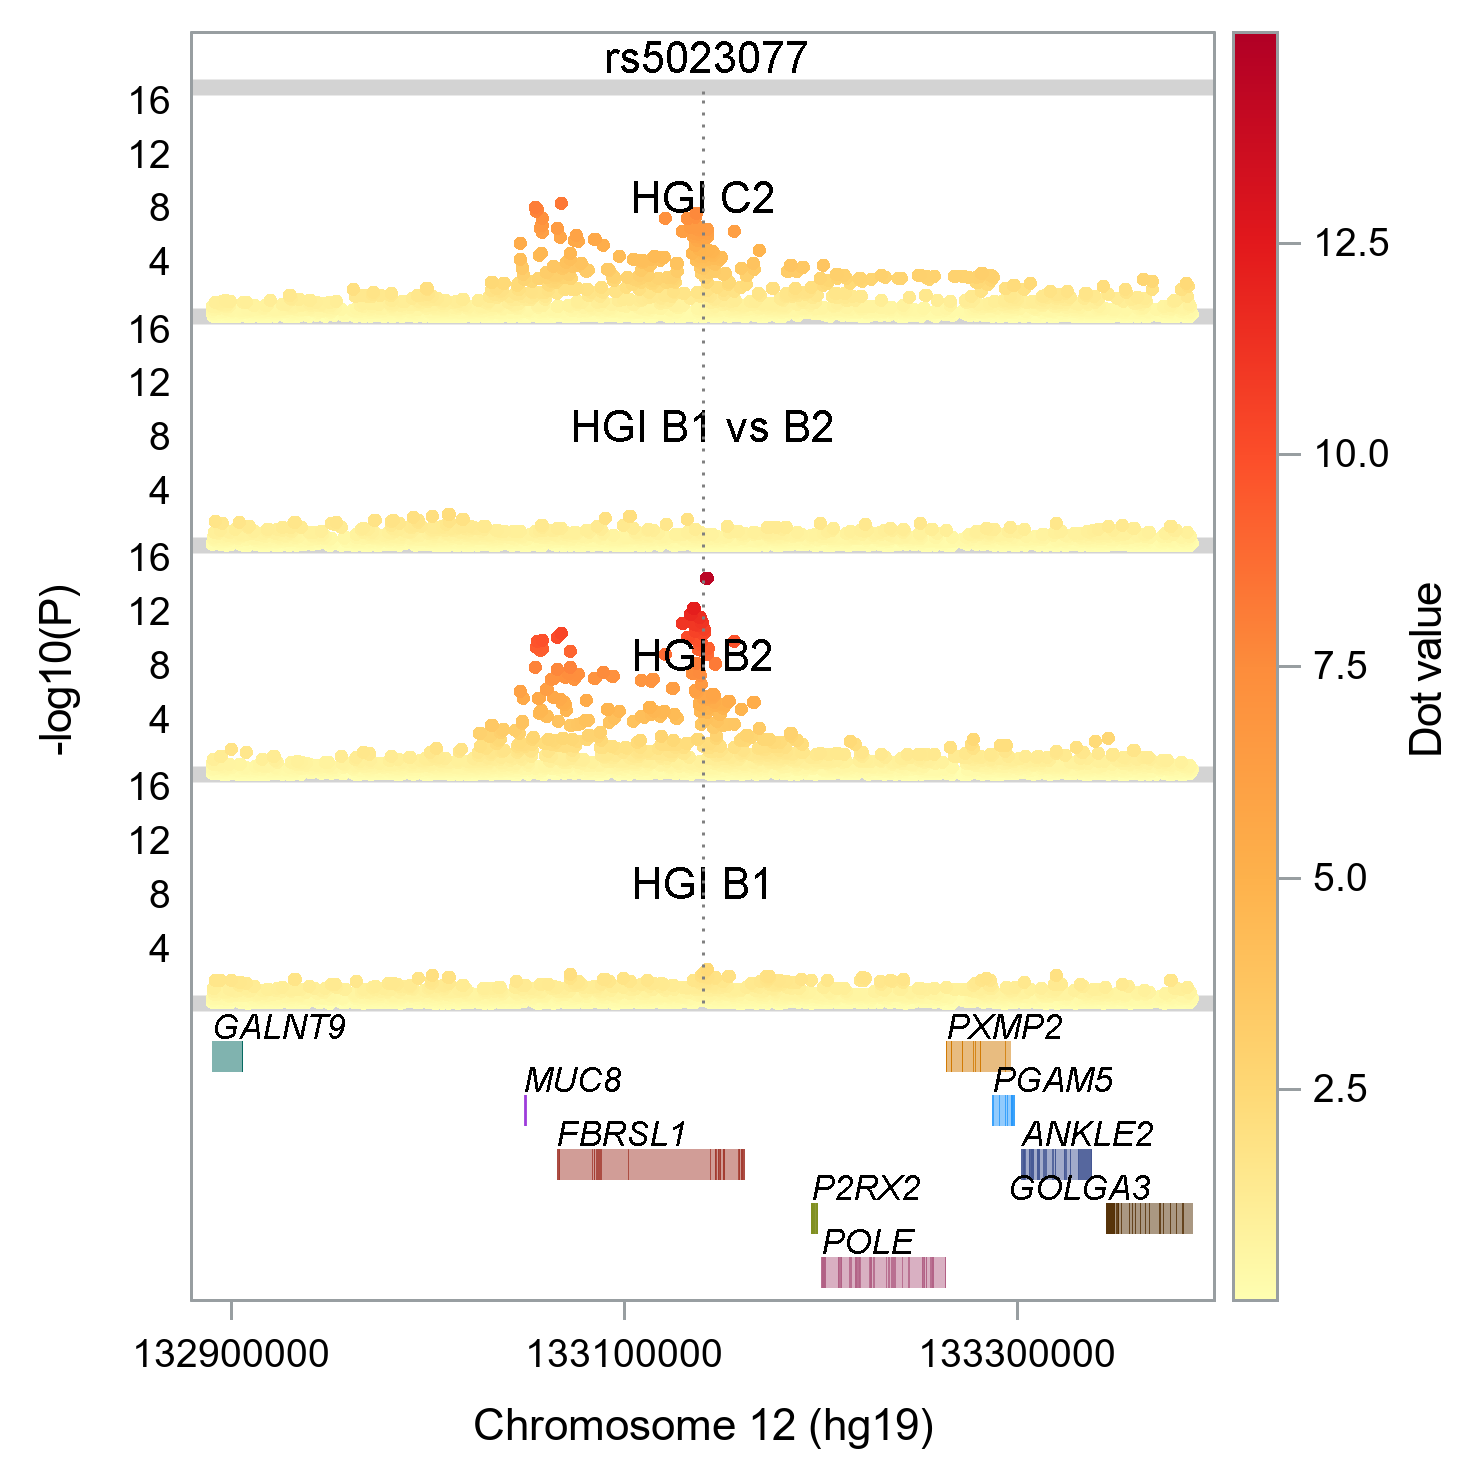 rs5023077
16
12
8
4
HGI C2
16
12
8
4
HGI B1 vs B2
16
12
8
4
HGI B2
16
12
8
4
HGI B1
-log10(P)
GALNT9
PXMP2
MUC8
PGAM5
FBRSL1
ANKLE2
P2RX2
GOLGA3
POLE
132900000
133100000
133300000
Chromosome 12 (hg19)
12.5
10.0
7.5
5.0
2.5
Dot value